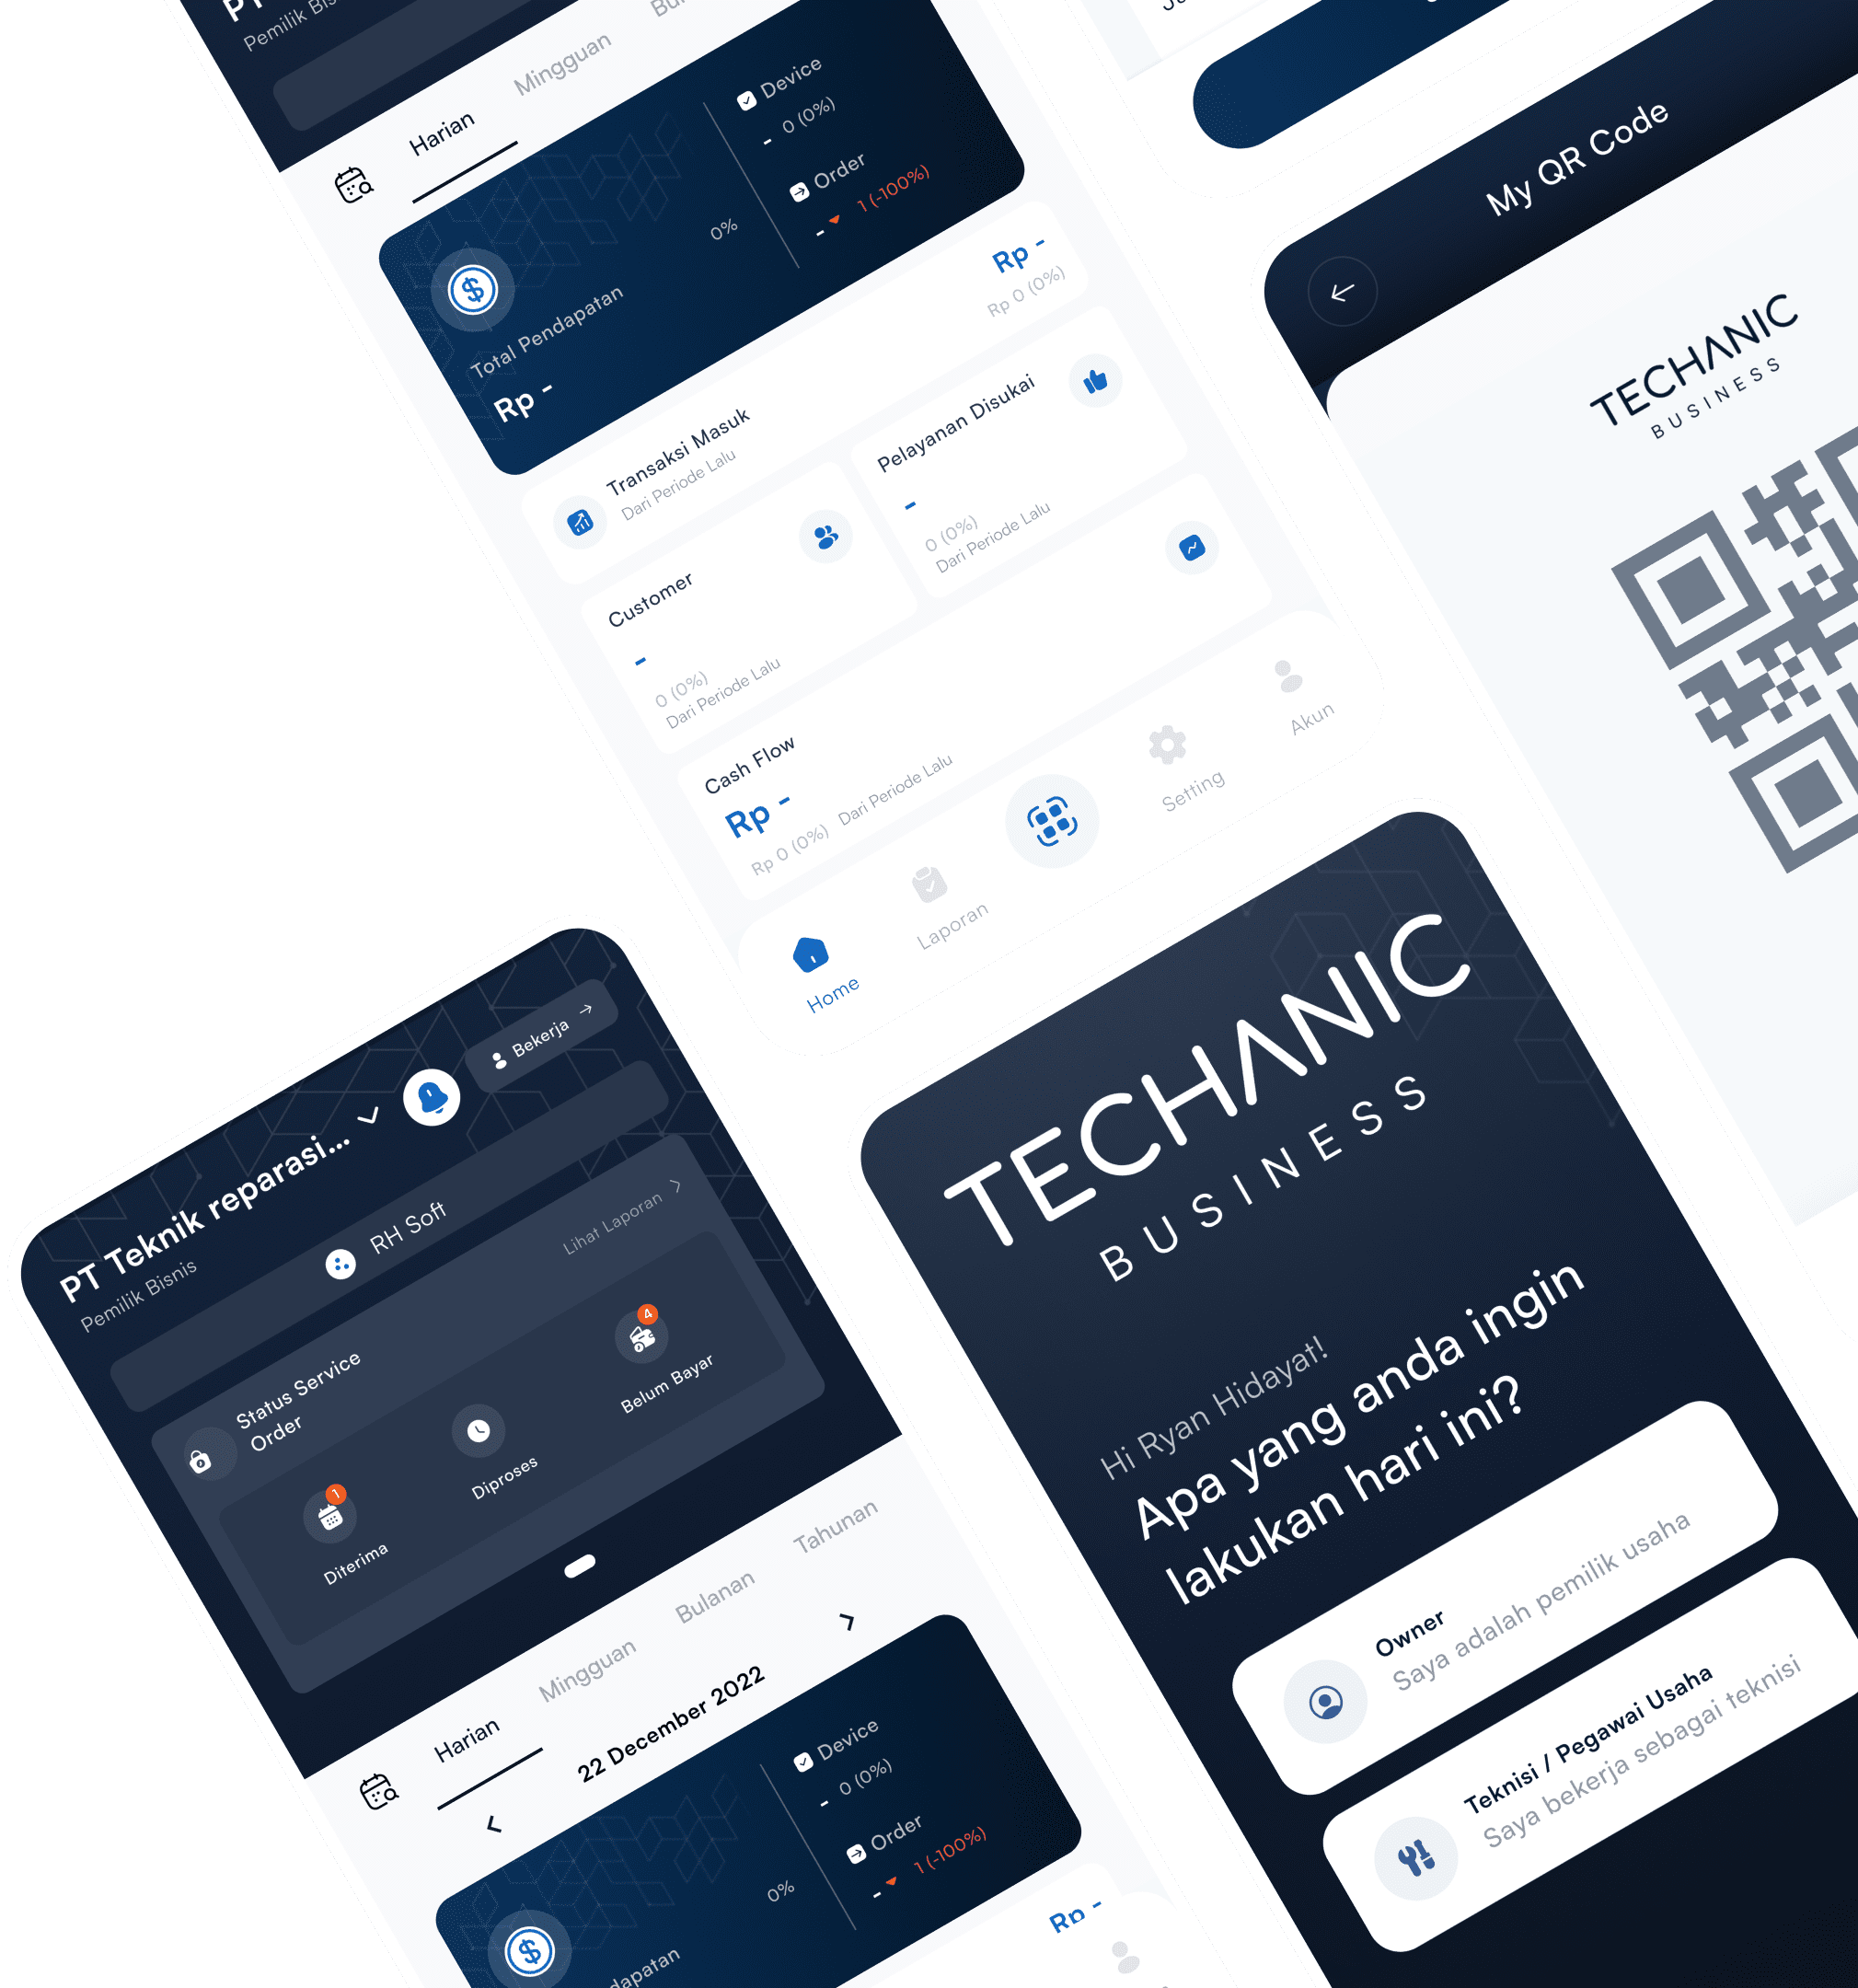 Pemilik Bis
Harian
Mingguan
Device
0 (0%)
-
Order
1 (-100%)
-
0%
Total Pendapatan
Rp -
Transaksi Masuk
Dari Periode Lalu
Rp -
Rp 0 (0%)
Customer
-
0 (0%)
Dari Periode Lalu
Pelayanan Disukai
-
0 (0%)
Dari Periode Lalu
Cash Flow
Rp -
Rp 0 (0%) Dari Periode Lalu
Home
Laporan
Setting
Akun
My QR Code
TECHANIC
BUSINESS
PT Teknik reparasi...
Pemilik Bisnis
Bekerja
RH Soft
Status Service
Order
Lihat Laporan
1
Diterima
Diproses
4
Belum Bayar
Harian
Mingguan
Bulanan
Tahunan
22 December 2022
Device
0 (0%)
-
Order
1 (-100%)
-
0%
dapatan
Rp -
TECHANIC
BUSINESS
Hi Ryan Hidayat!
Apa yang anda ingin
lakukan hari ini?
Owner
Saya adalah pemilik usaha
Teknisi / Pegawai Usaha
Saya bekerja sebagai teknisi